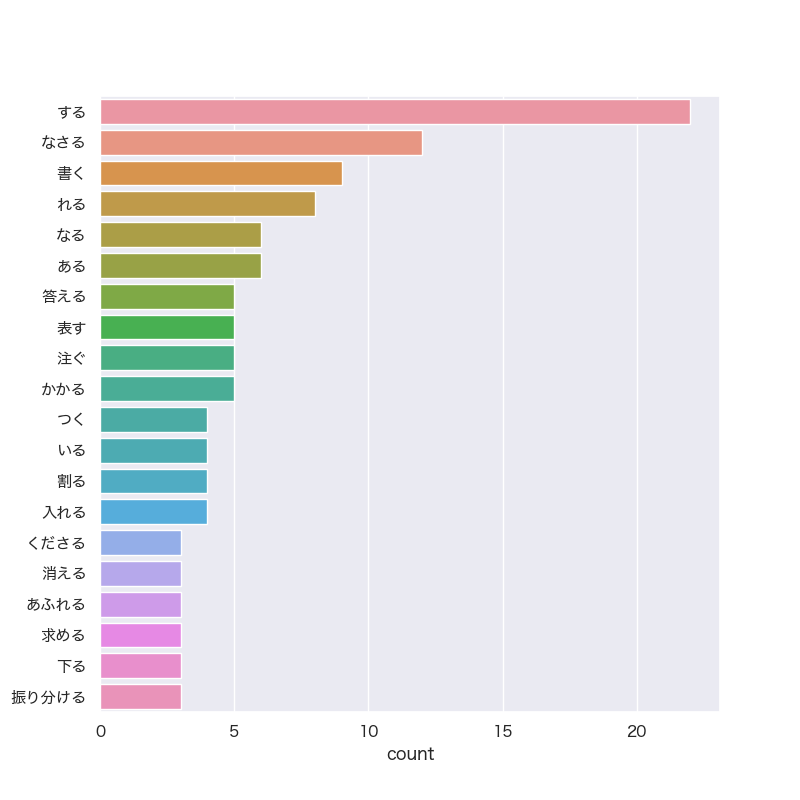 する
なさる
書く
れる
なる
ある
答える
表す
注ぐ
かかる
つく
いる
割る
入れる
くださる
消える
あふれる
求める
下る
振り分ける
0 5 10 15 20
count